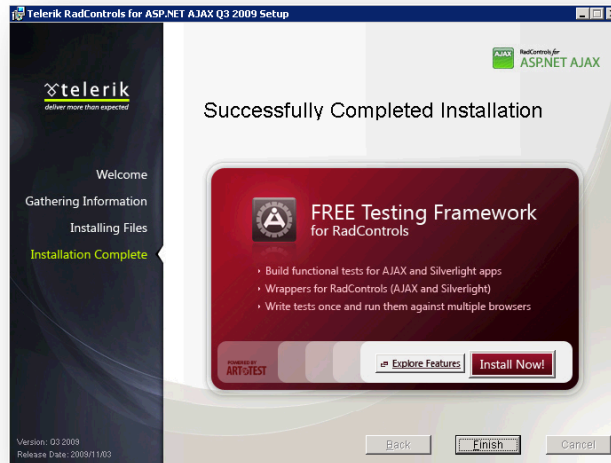 Telerik RadControls for ASP.NET AJAX Q3 2009 Setup
telerik
deliver more than expected
AJAX
RadControls for
ASP.NET AJAX
Successfully Completed Installation
Welcome
Gathering Information
Installing Files
Installation Complete
FREE Testing Framework
for RadControls
Build functional tests for AJAX and Silverlight apps
Wrappers for RadControls (AJAX and Silverlight)
Write tests once and run them against multiple browsers
POWERED BY
ART○TEST
Explore Features
Install Now!
Version: Q3 2009
Release Date: 2009/11/03
Back
Finish
Cancel